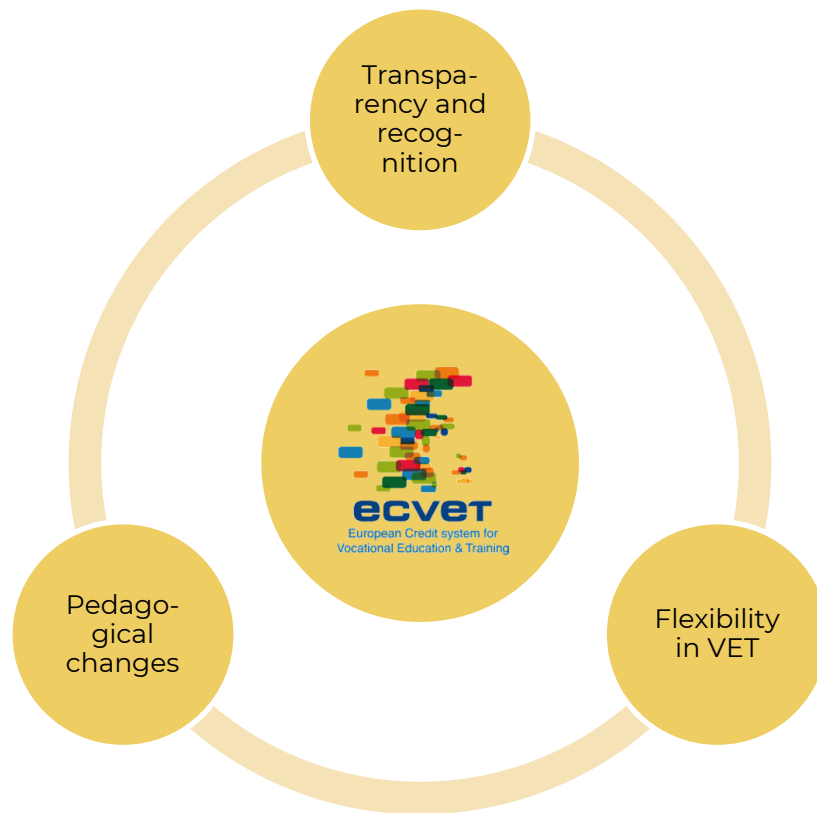 Transpa-
rency and
recog-
nition
ecvet
European Credit system for
Vocational Education & Training
Pedago-
gical
changes
Flexibility
in VET